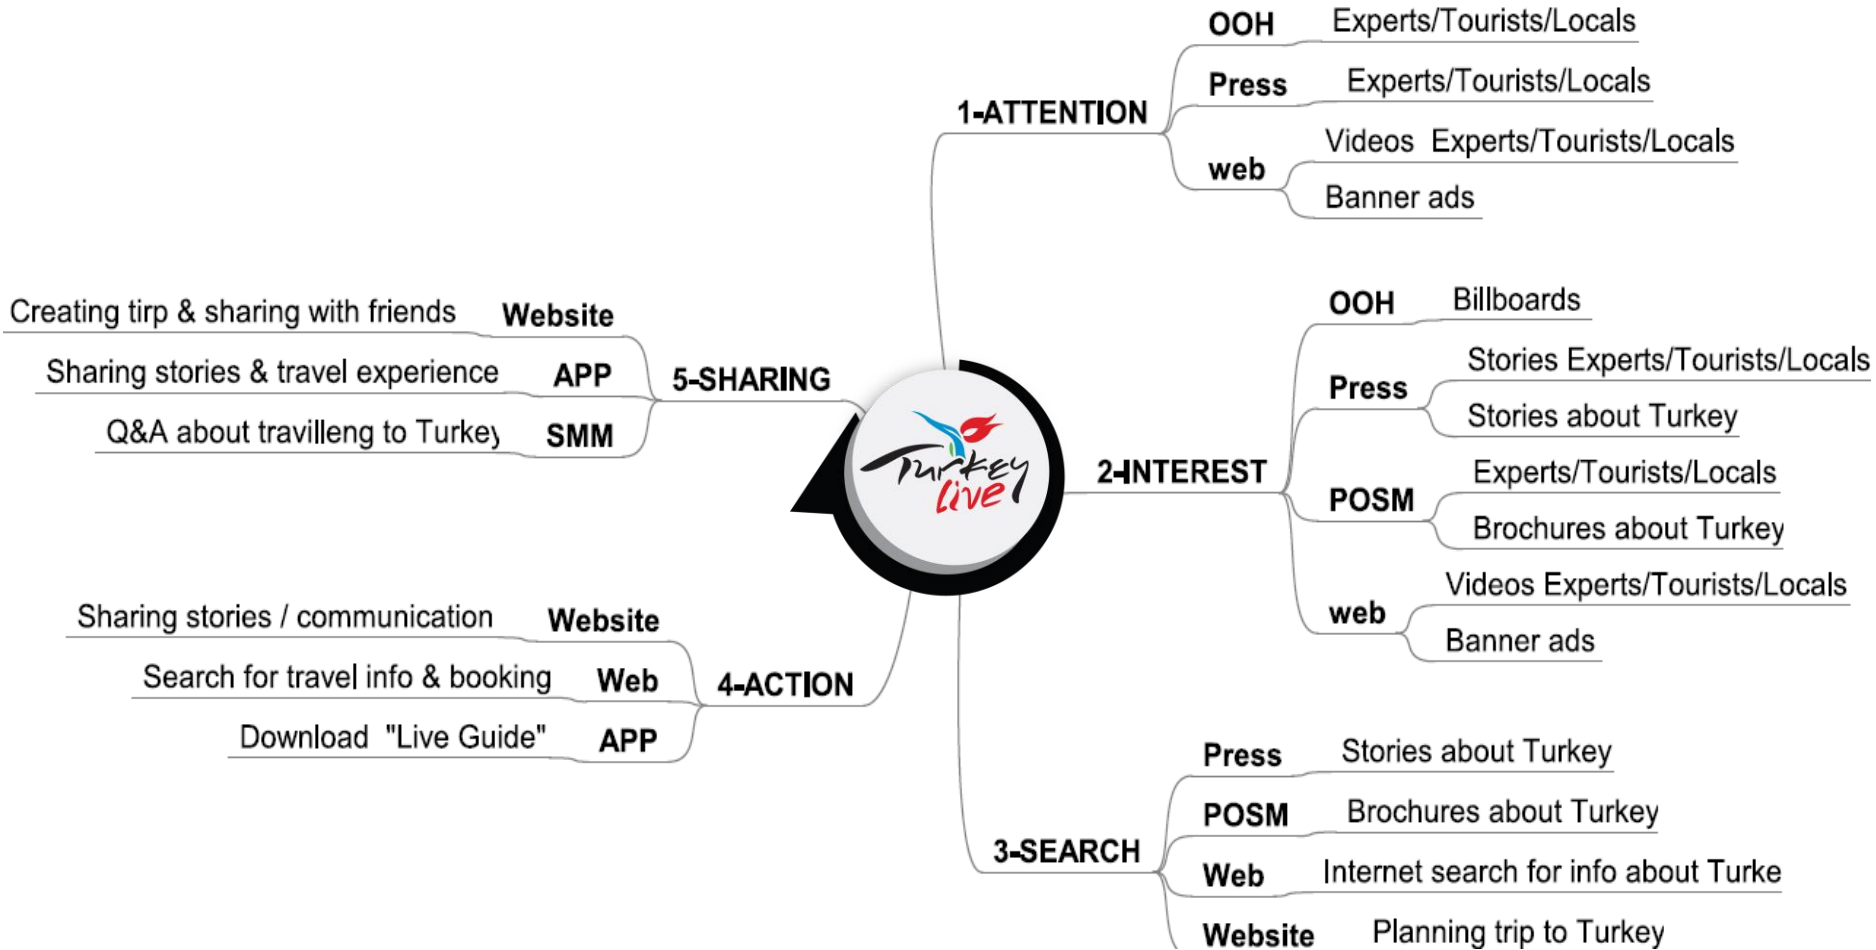 1-ATTENTION
OOH
Experts/Tourists/Locals
Press
Experts/Tourists/Locals
web
Videos Experts/Tourists/Locals
Banner ads
2-INTEREST
OOH
Billboards
Press
Stories Experts/Tourists/Locals
Stories about Turkey
POSM
Experts/Tourists/Locals
Brochures about Turkey
web
Videos Experts/Tourists/Locals
Banner ads
3-SEARCH
Press
Stories about Turkey
POSM
Brochures about Turkey
Web
Internet search for info about Turke
Website
Planning trip to Turkey
4-ACTION
Website
Sharing stories / communication
Web
Search for travel info & booking
APP
Download "Live Guide"
5-SHARING
Website
Creating tirp & sharing with friends
APP
Sharing stories & travel experience
SMM
Q&A about travilleng to Turkey
Turkey
live